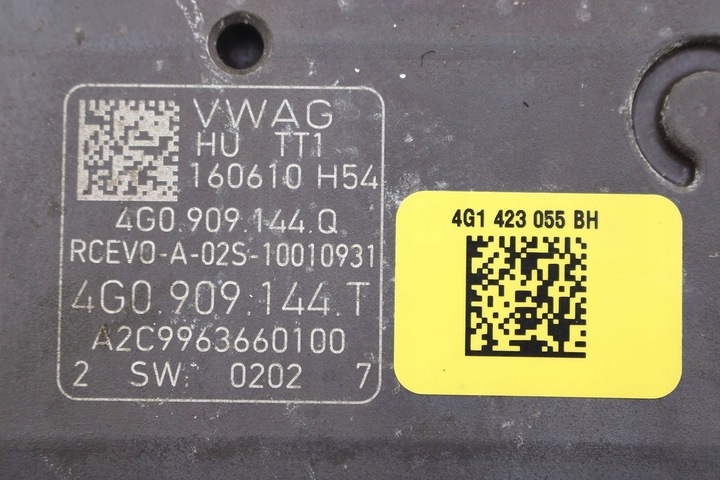 VWAG
HU TT1
160610 H54
4G0.909.144.Q
RCEVO-A-02S-10010931
4G0.909.144.T
A2C9963660100
2 SW: 0202 7
4G1 423 055 BH